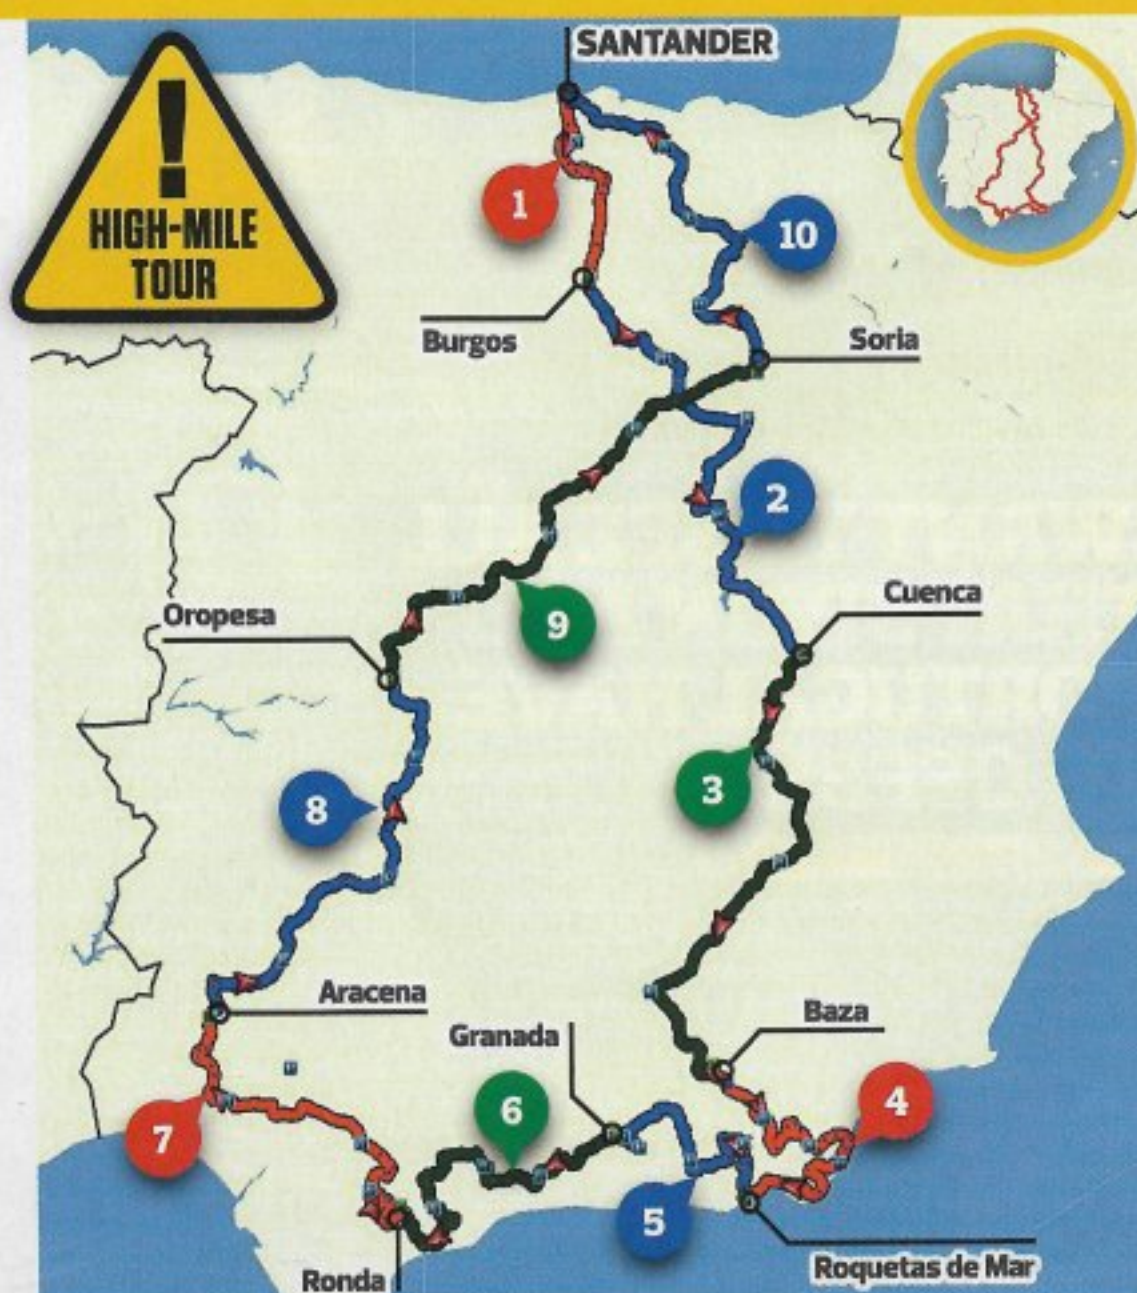 SANTANDER
!
HIGH-MILE
TOUR
1
10
Burgos
Soria
2
Cuenca
Oropesa
9
3
8
Aracena
Baza
Granada
4
6
7
5
Roquetas de Mar
Ronda